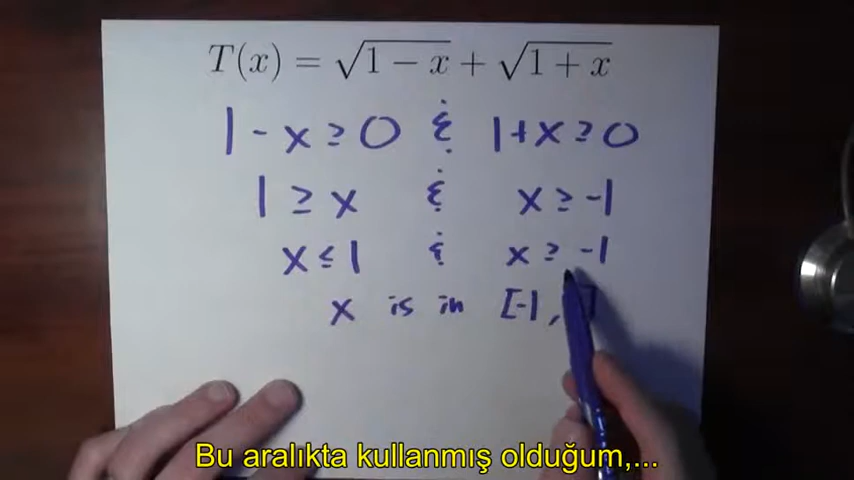 T(x) = √1 − x + √1 + x
1 - x ≥ 0 & 1+x ≥ 0
1 ≥ x & x ≥ -1
x ≤ 1 & x ≥ -1
x is in [-1, ]
Bu aralıkta kullanmış olduğum,...